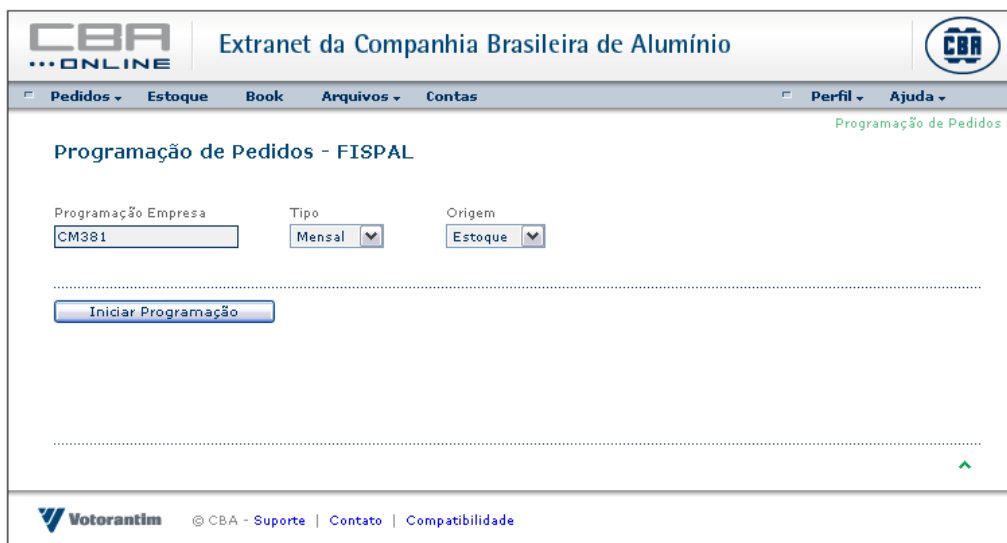 CBA
...ONLINE
Extranet da Companhia Brasileira de Alumínio
CBA
Pedidos Estoque Book Arquivos Contas Perfil Ajuda
Programação de Pedidos
Programação de Pedidos - FISPAL
Programação Empresa Tipo Origem
CM381 Mensal Estoque
Iniciar Programação
Votorantim © CBA - Suporte | Contato | Compatibilidade